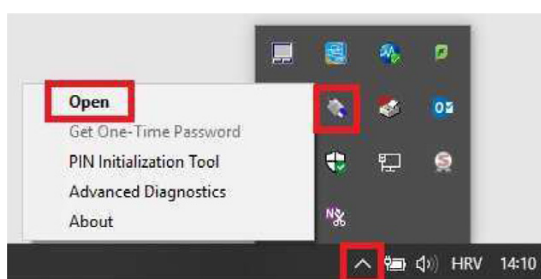 Open
Get One-Time Password
PIN Initialization Tool
Advanced Diagnostics
About
HRV 14:10